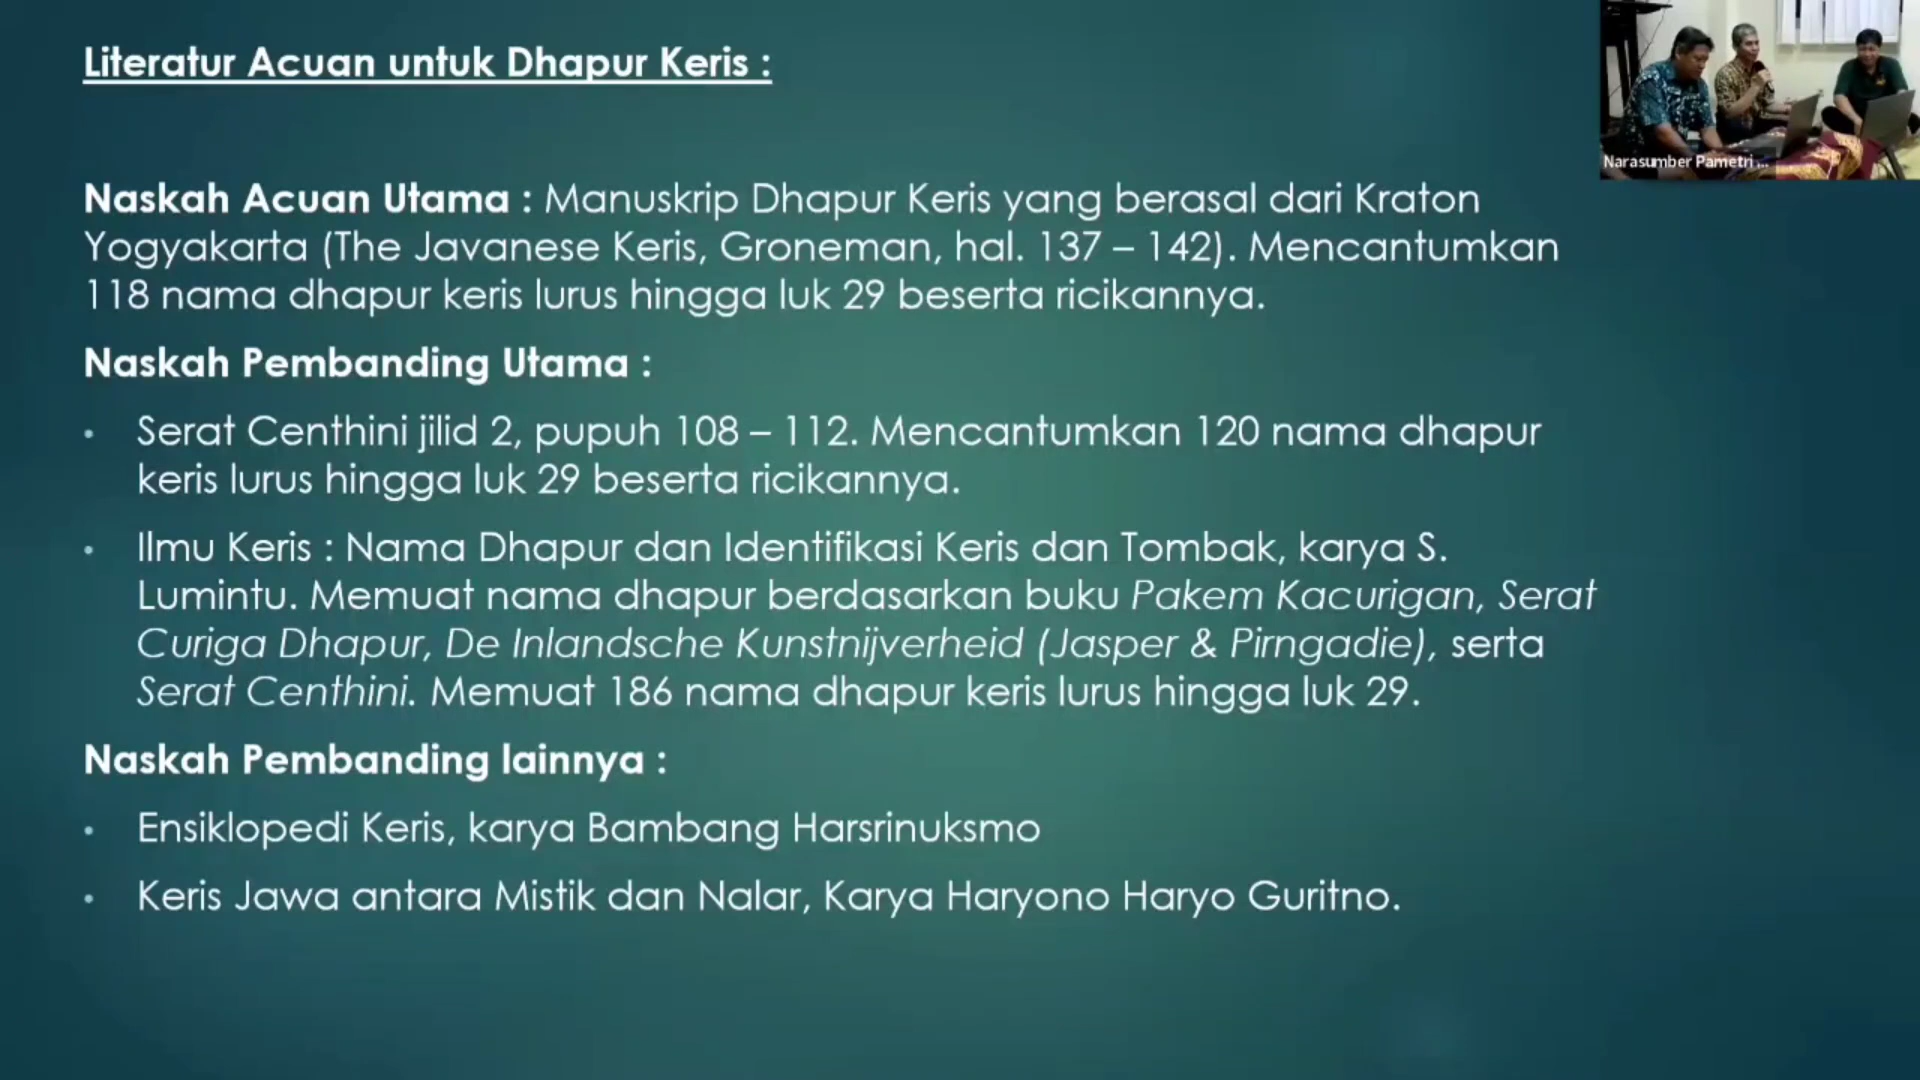 Literatur Acuan untuk Dhapur Keris :
Narasumber Pametri ...
Naskah Acuan Utama : Manuskrip Dhapur Keris yang berasal dari Kraton
Yogyakarta (The Javanese Keris, Groneman, hal. 137 – 142). Mencantumkan
118 nama dhapur keris lurus hingga luk 29 beserta ricikannya.
Naskah Pembanding Utama :
• Serat Centhini jilid 2, pupuh 108 – 112. Mencantumkan 120 nama dhapur
keris lurus hingga luk 29 beserta ricikannya.
• Ilmu Keris : Nama Dhapur dan Identifikasi Keris dan Tombak, karya S.
Lumintu. Memuat nama dhapur berdasarkan buku Pakem Kacurigan, Serat
Curiga Dhapur, De Inlandsche Kunstnijverheid (Jasper & Pirngadie), serta
Serat Centhini. Memuat 186 nama dhapur keris lurus hingga luk 29.
Naskah Pembanding lainnya :
• Ensiklopedi Keris, karya Bambang Harsrinuksmo
• Keris Jawa antara Mistik dan Nalar, Karya Haryono Haryo Guritno.